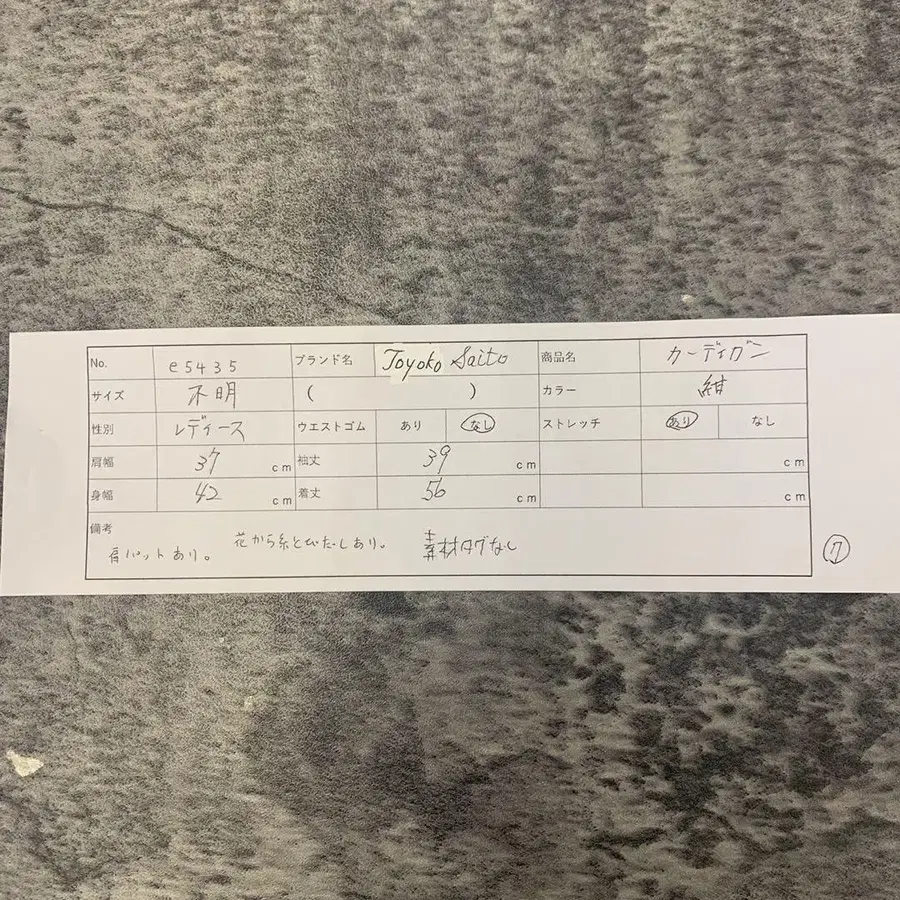 No. e5435 ブランド名 Toyoko Saito 商品名 カーディガン
サイズ 不明 ( ) カラー 紺
性別 レディース ウエストゴム あり なし ストレッチ あり なし
肩幅 37 cm 袖丈 39 cm cm
身幅 42 cm 着丈 56 cm cm
備考
肩パットあり。 花から糸とびだしあり。 素材タグなし
7